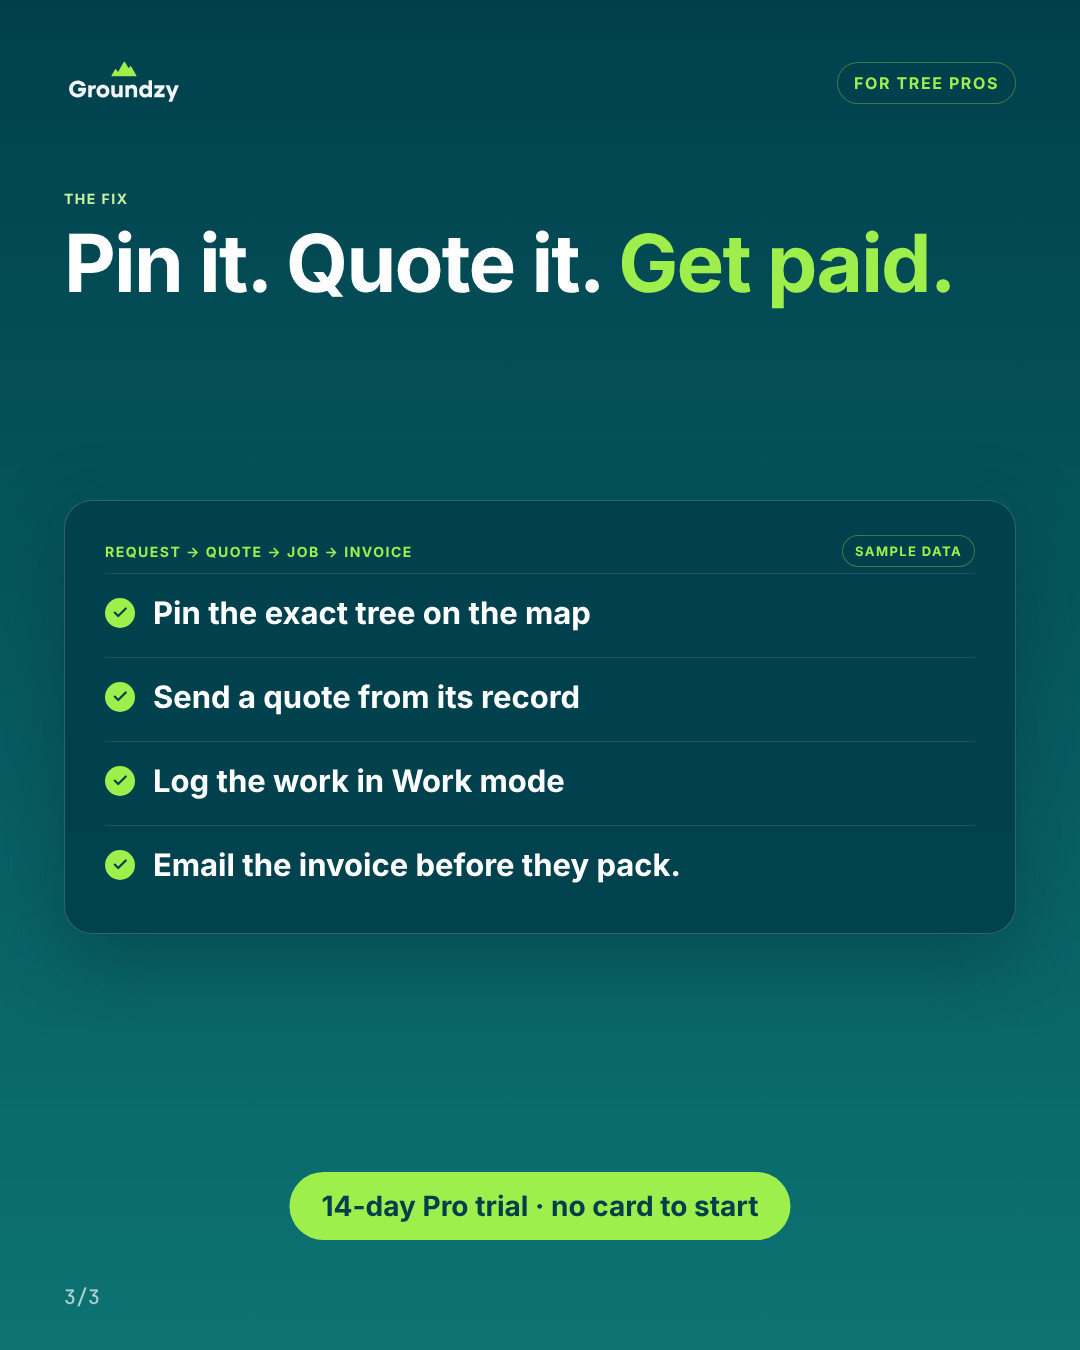 Groundzy
FOR TREE PROS
THE FIX
Pin it. Quote it. Get paid.
REQUEST → QUOTE → JOB → INVOICE
SAMPLE DATA
Pin the exact tree on the map
Send a quote from its record
Log the work in Work mode
Email the invoice before they pack.
14-day Pro trial · no card to start
3/3